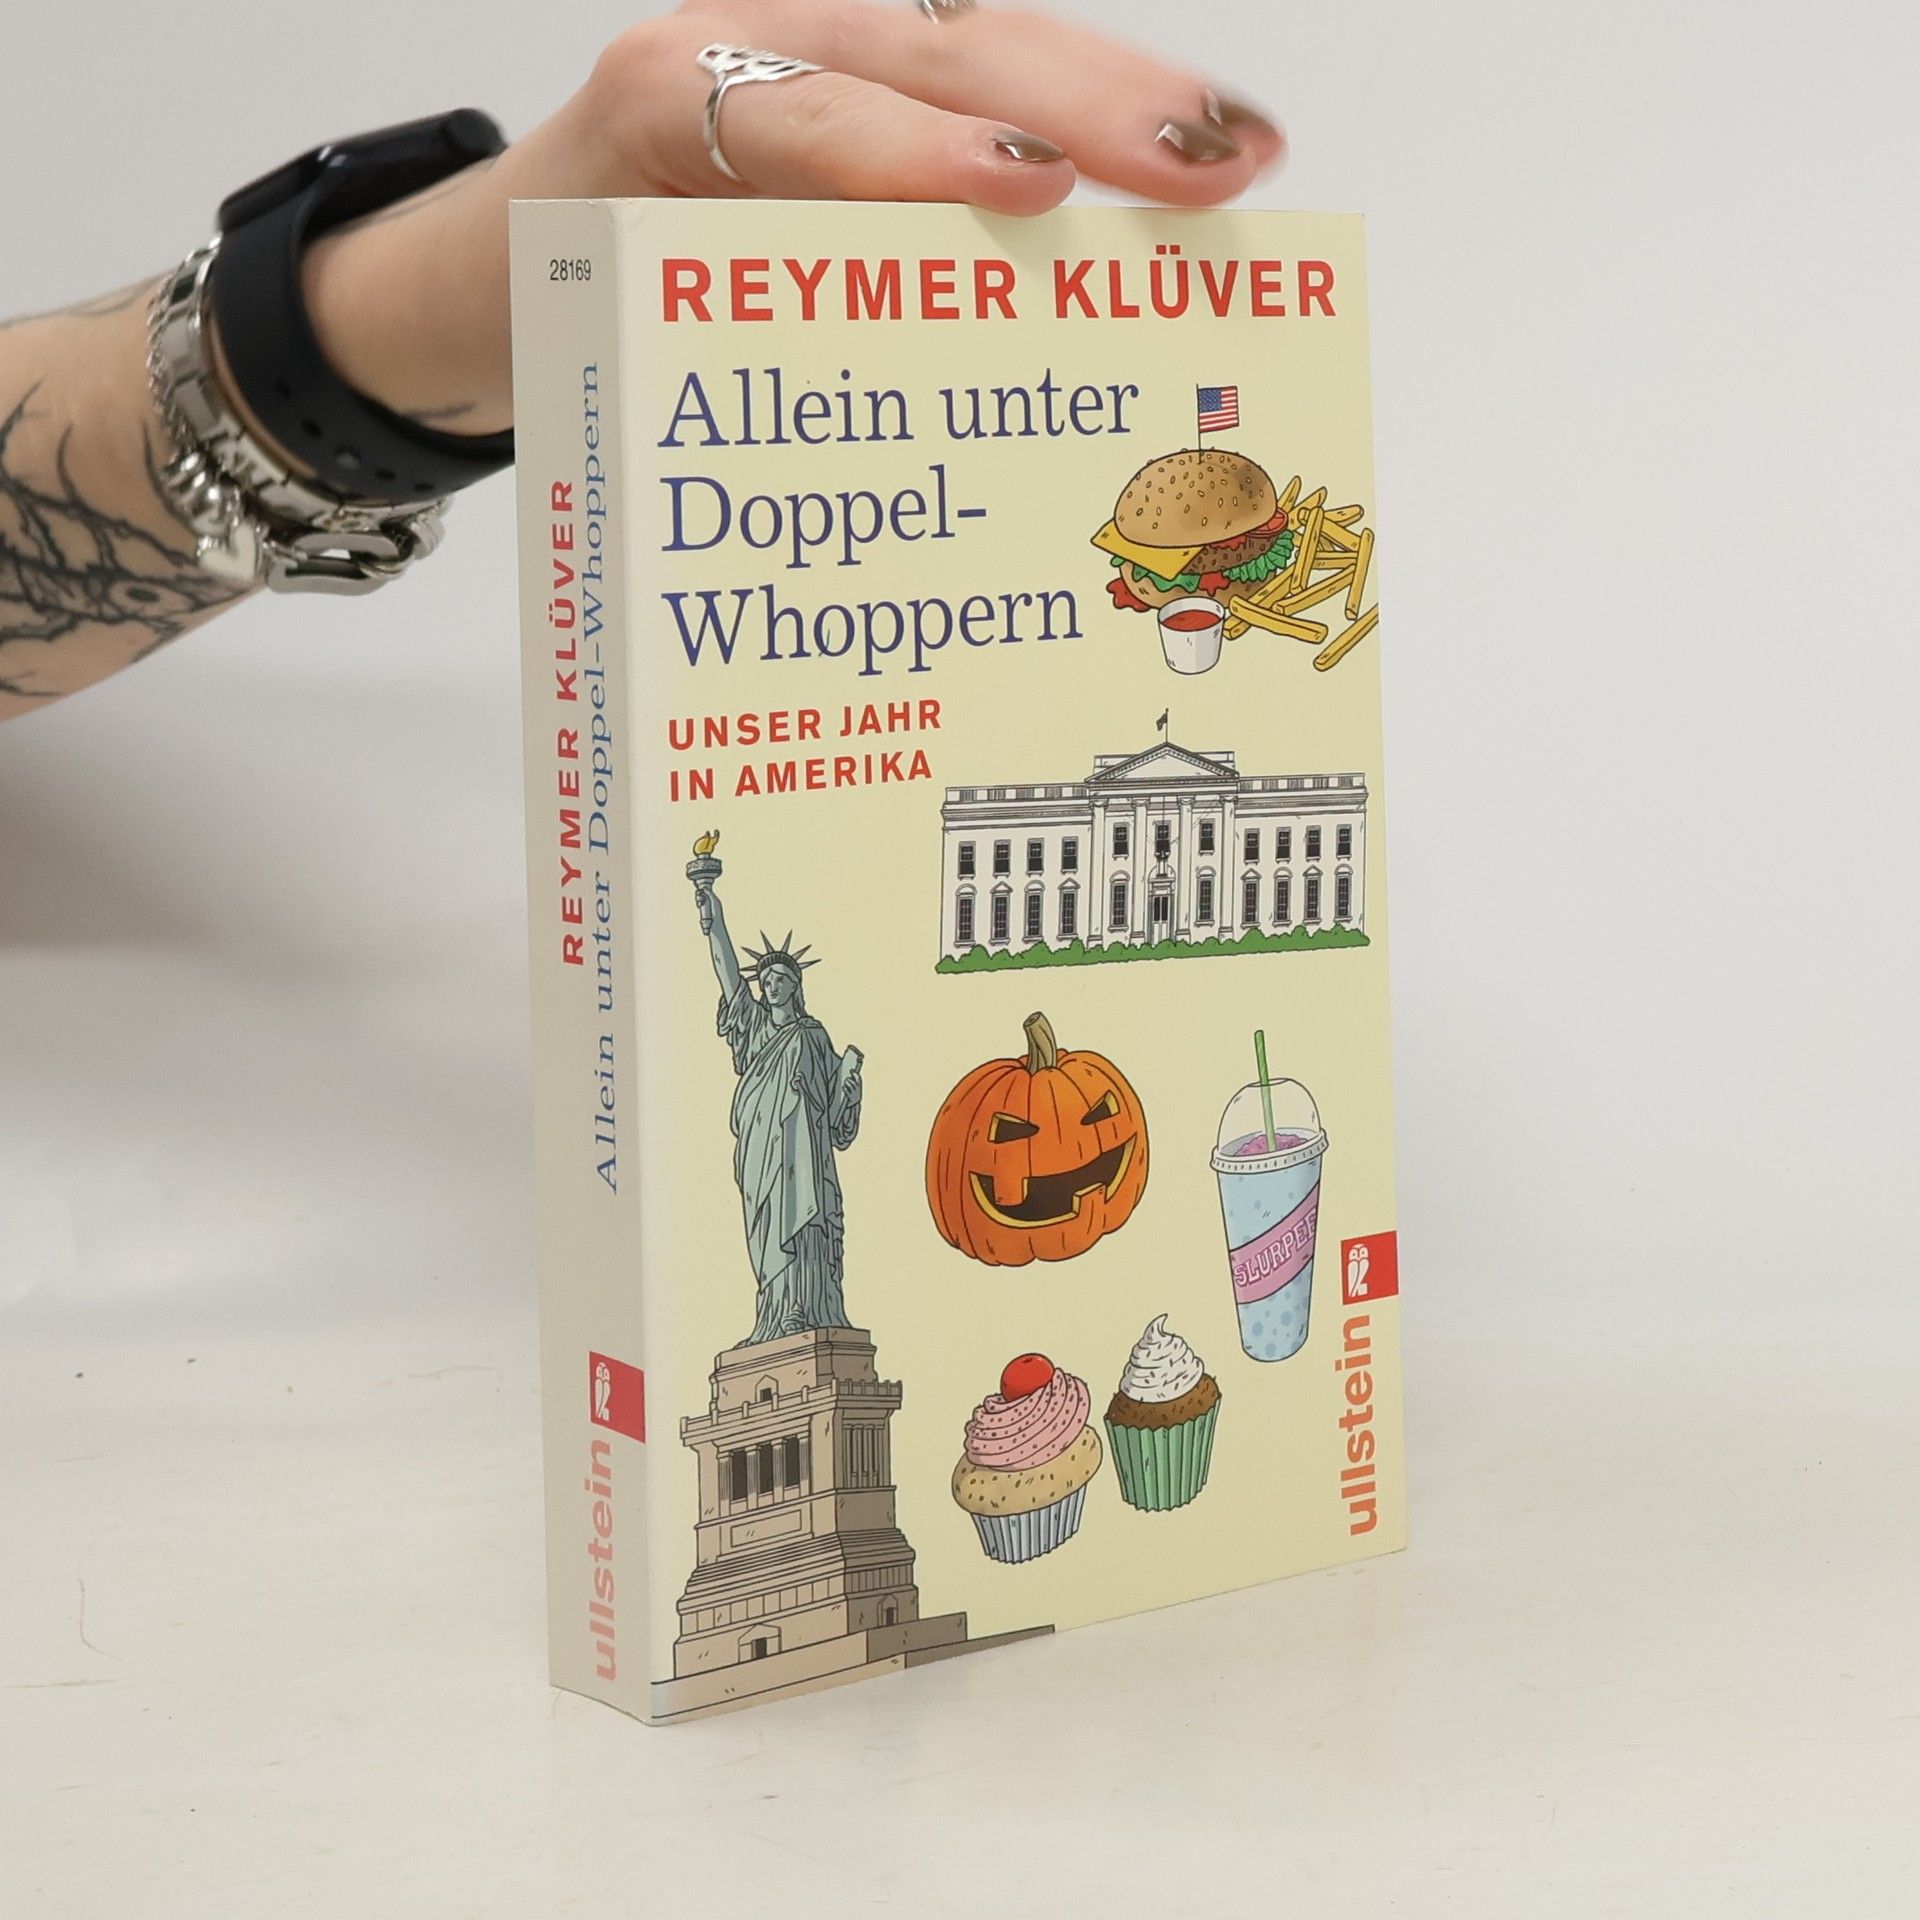 28169
REYMER KLÜVER
Allein unter Doppel-Whoppern
ullstein
REYMER KLÜVER
Allein unter
Doppel-
Whoppern
UNSER JAHR
IN AMERIKA
SLURPEE
ullstein